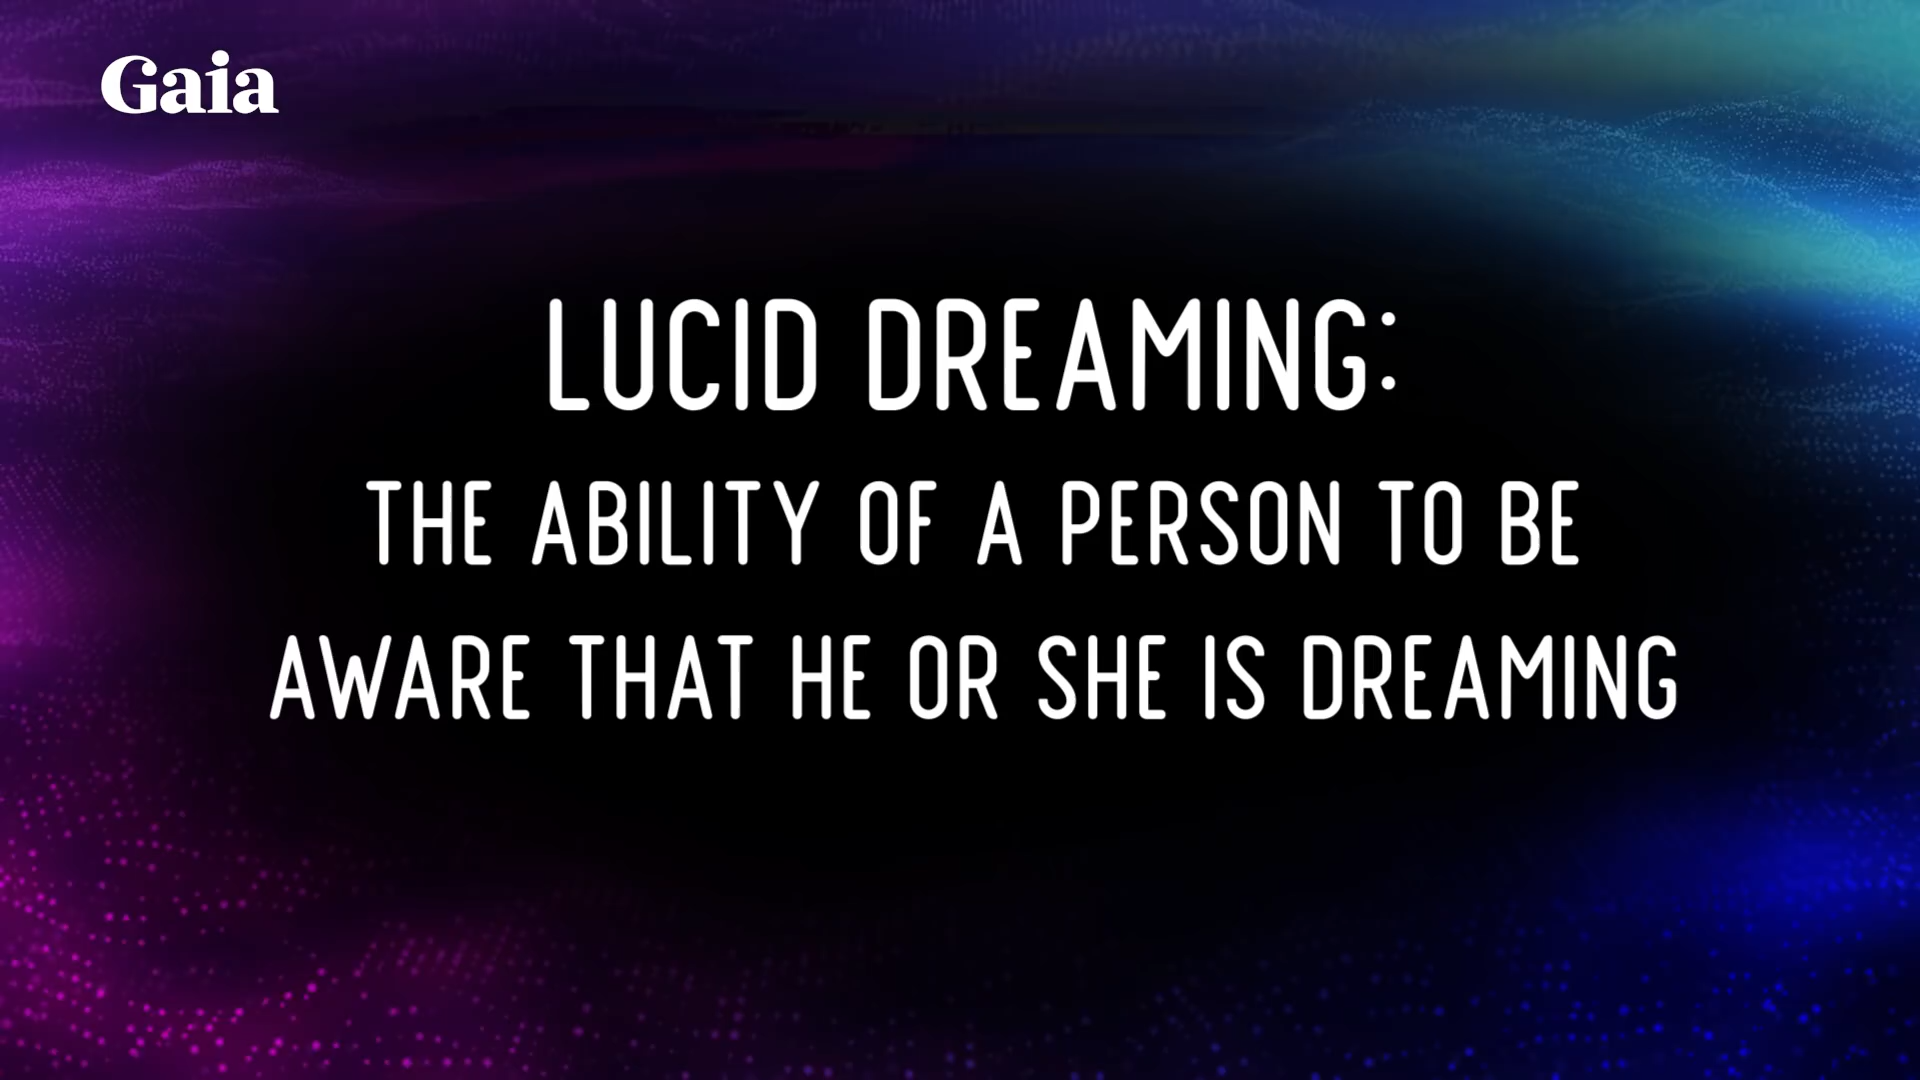 Gaia
LUCID DREAMING:
THE ABILITY OF A PERSON TO BE
AWARE THAT HE OR SHE IS DREAMING